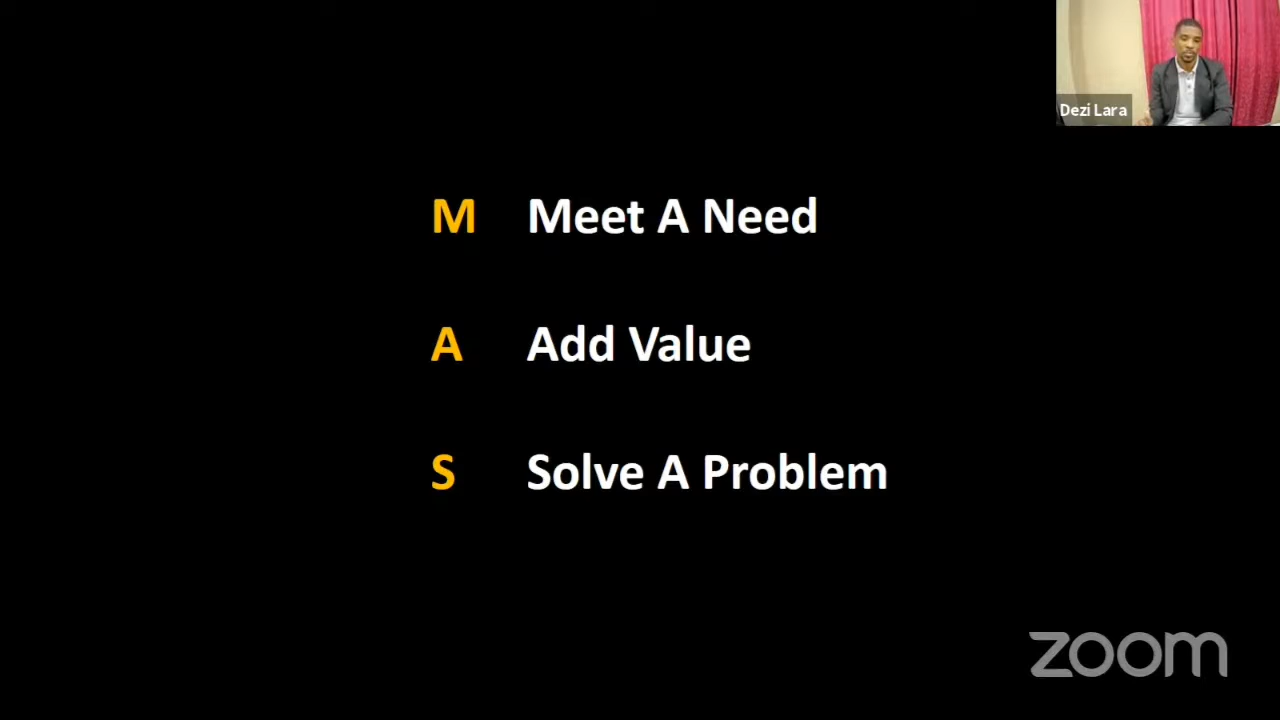 Dezi Lara
M Meet A Need
A Add Value
S Solve A Problem
zoom